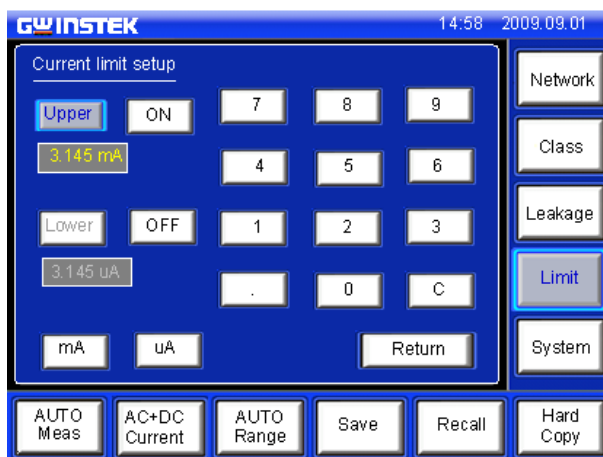 GWINSTEK 14:58 2009.09.01
Current limit setup
Upper ON 7 8 9
3.145 mA
4 5 6
Lower OFF 1 2 3
3.145 uA
. 0 C
mA uA Return
Network
Class
Leakage
Limit
System
AUTO Meas
AC+DC Current
AUTO Range
Save
Recall
Hard Copy